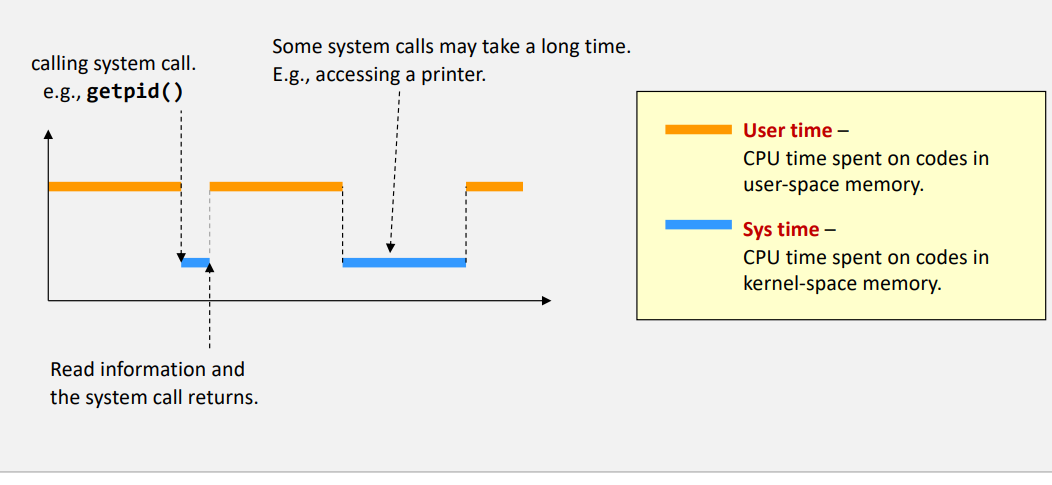 calling system call.
e.g., getpid()
Some system calls may take a long time.
E.g., accessing a printer.
User time –
CPU time spent on codes in
user-space memory.
Sys time –
CPU time spent on codes in
kernel-space memory.
Read information and
the system call returns.